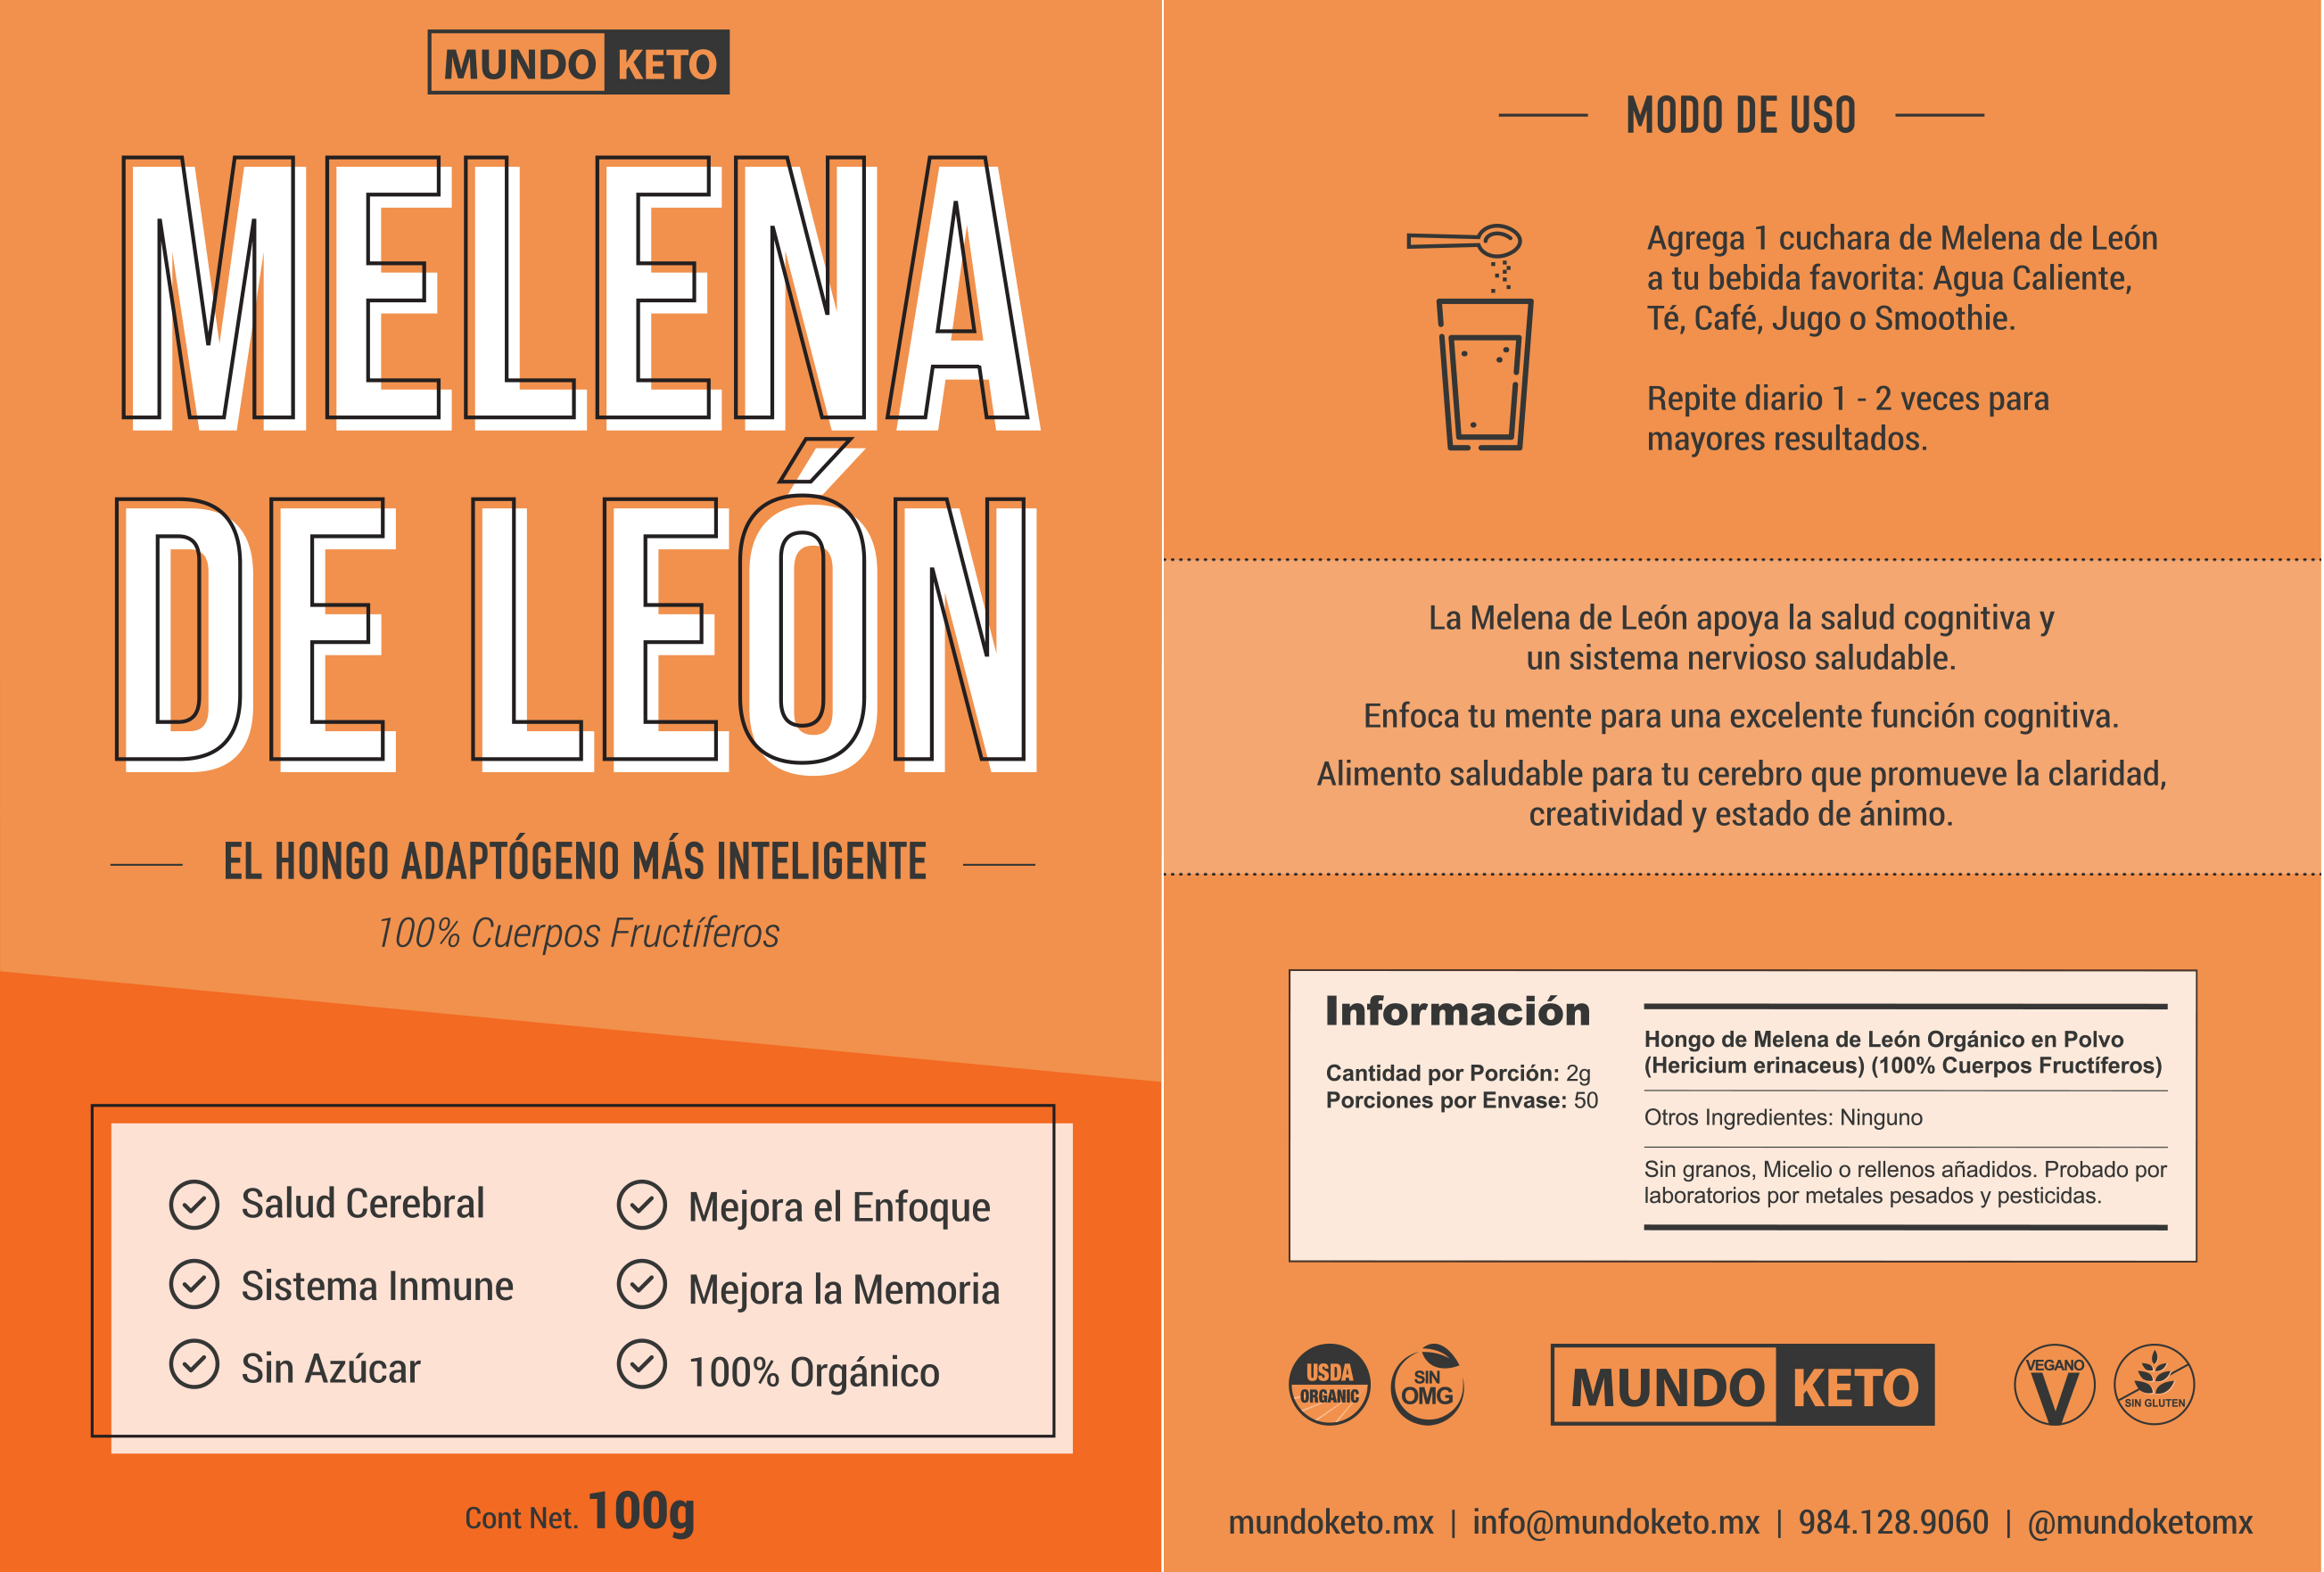 MUNDO KETO
MELENA
DE LEÓN
EL HONGO ADAPTÓGENO MÁS INTELIGENTE
100% Cuerpos Fructíferos
Salud Cerebral
Sistema Inmune
Sin Azúcar
Mejora el Enfoque
Mejora la Memoria
100% Orgánico
Cont Net. 100g
MODO DE USO
Agrega 1 cuchara de Melena de León
a tu bebida favorita: Agua Caliente,
Té, Café, Jugo o Smoothie.
Repite diario 1 - 2 veces para
mayores resultados.
La Melena de León apoya la salud cognitiva y
un sistema nervioso saludable.
Enfoca tu mente para una excelente función cognitiva.
Alimento saludable para tu cerebro que promueve la claridad,
creatividad y estado de ánimo.
Información
Cantidad por Porción: 2g
Porciones por Envase: 50
Hongo de Melena de León Orgánico en Polvo
(Hericium erinaceus) (100% Cuerpos Fructíferos)
Otros Ingredientes: Ninguno
Sin granos, Micelio o rellenos añadidos. Probado por
laboratorios por metales pesados y pesticidas.
USDA
ORGANIC
SIN
OMG
MUNDO KETO
VEGANO
V
SIN GLUTEN
mundoketo.mx | info@mundoketo.mx | 984.128.9060 | @mundoketomx